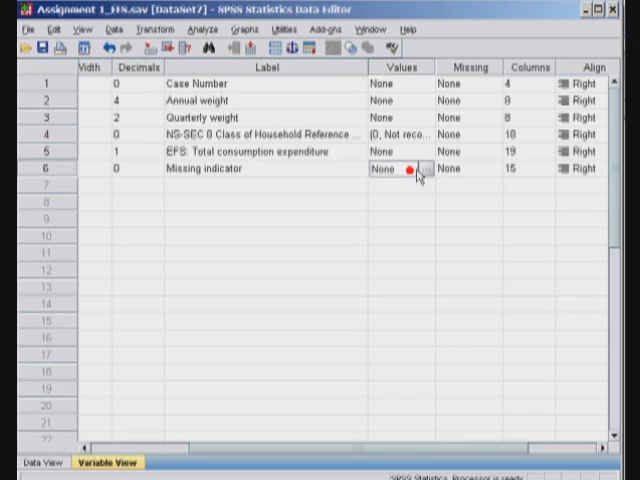 Assignment 1_EFS.sav [DataSet7] - SPSS Statistics Data Editor
File Edit View Data Transform Analyze Graphs Utilities Add-ons Window Help
Width Decimals Label Values Missing Columns Align
1 0 Case Number None None 4 Right
2 4 Annual weight None None 8 Right
3 2 Quarterly weight None None 8 Right
4 0 NS-SEC 8 Class of Household Reference ... {0, Not reco... None 10 Right
5 1 EFS: Total consumption expenditure None None 19 Right
6 0 Missing indicator None None 15 Right
7
8
9
10
11
12
13
14
15
16
17
18
19
20
21
22
Data View Variable View
SPSS Statistics Processor is ready